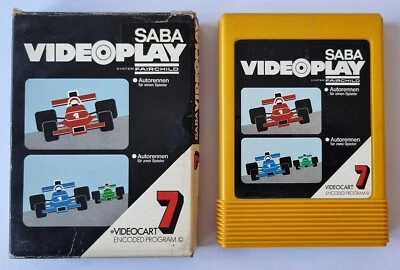 SABA
VIDEOPLAY
SYSTEM FAIRCHILD
Autorennen
für einen Spieler
Autorennen
für zwei Spieler
VIDEOCART 7
ENCODED PROGRAM ©
SABA VIDEOPLAY
7
SABA
VIDEOPLAY
SYSTEM FAIRCHILD
Autorennen
für einen Spieler
Autorennen
für zwei Spieler
VIDEOCART 7
ENCODED PROGRAM ©